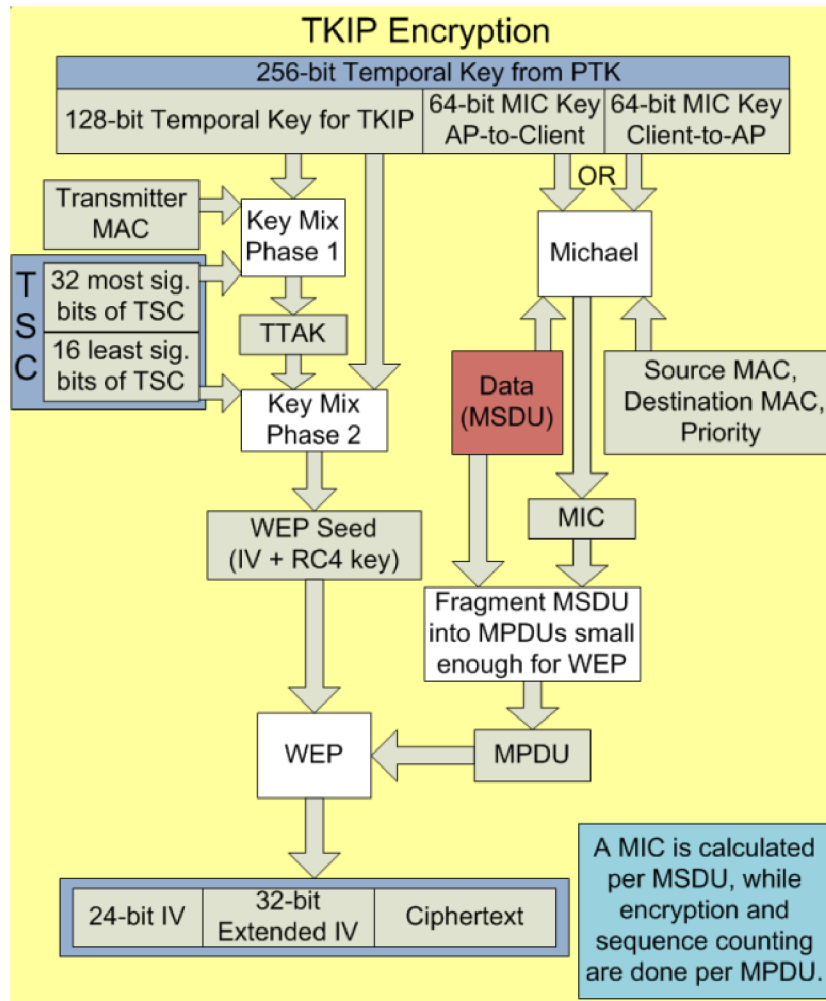 TKIP Encryption
256-bit Temporal Key from PTK
128-bit Temporal Key for TKIP
64-bit MIC Key
AP-to-Client
64-bit MIC Key
Client-to-AP
OR
Transmitter
MAC
Key Mix
Phase 1
Michael
TSC
32 most sig.
bits of TSC
16 least sig.
bits of TSC
TTAK
Data
(MSDU)
Source MAC,
Destination MAC,
Priority
Key Mix
Phase 2
WEP Seed
(IV + RC4 key)
MIC
Fragment MSDU
into MPDUs small
enough for WEP
WEP
MPDU
24-bit IV
32-bit
Extended IV
Ciphertext
A MIC is calculated
per MSDU, while
encryption and
sequence counting
are done per MPDU.